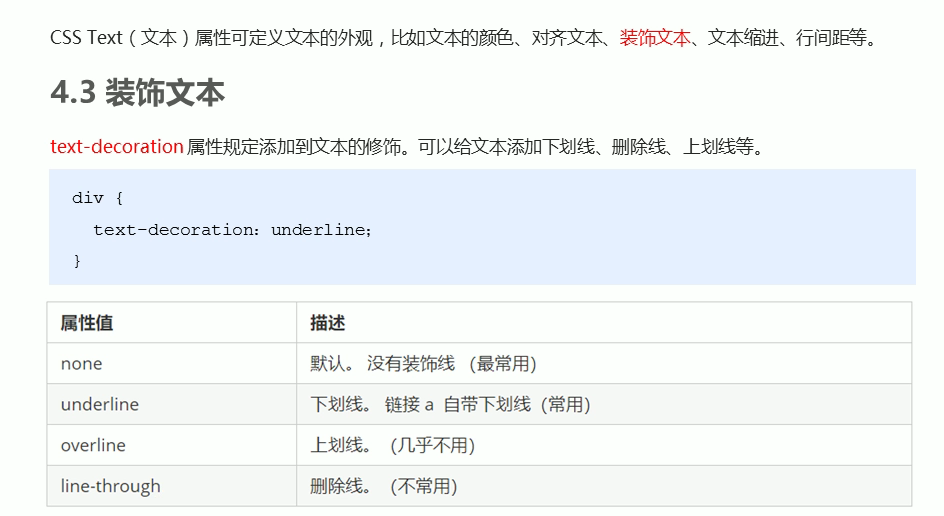 CSS Text（文本）属性可定义文本的外观，比如文本的颜色、对齐文本、装饰文本、文本缩进、行间距等。
4.3 装饰文本
text-decoration 属性规定添加到文本的修饰。可以给文本添加下划线、删除线、上划线等。
div {
text-decoration：underline；
}
属性值 描述
none 默认。 没有装饰线 （最常用）
underline 下划线。 链接 a 自带下划线（常用）
overline 上划线。（几乎不用）
line-through 删除线。（不常用）